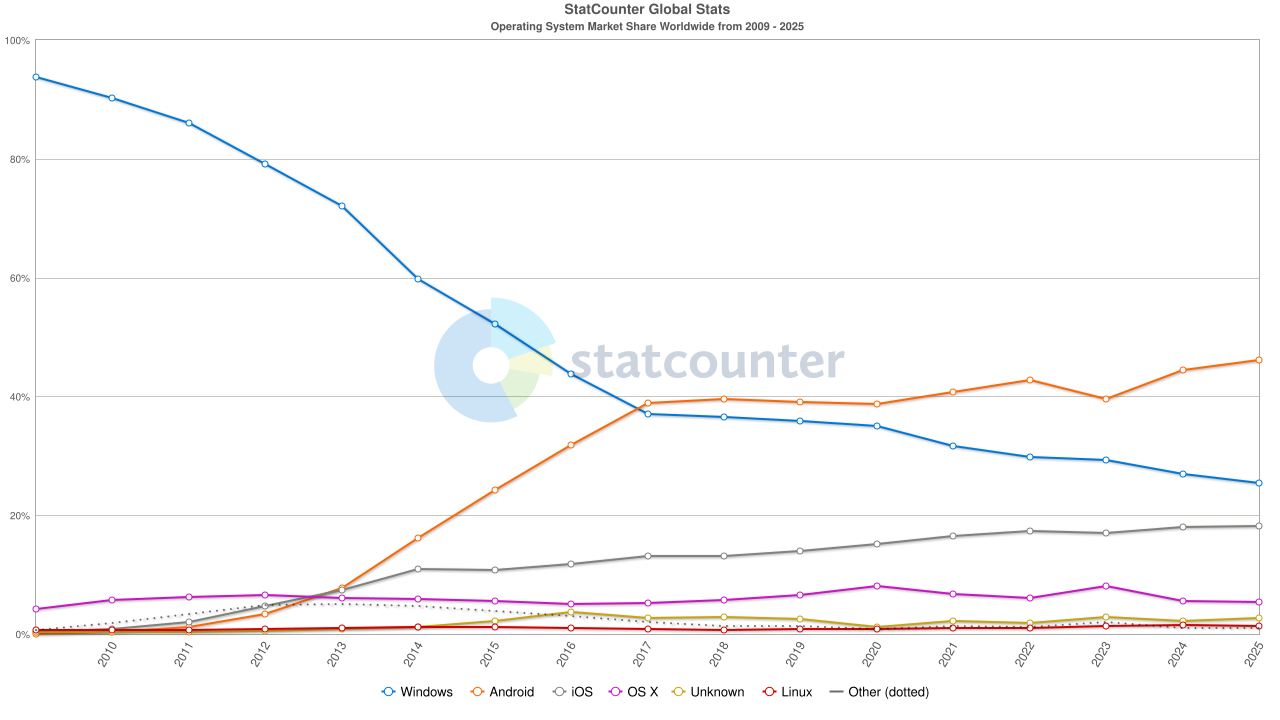 StatCounter Global Stats
Operating System Market Share Worldwide from 2009 - 2025
100%
80%
60%
40%
20%
0%
statcounter
2010 2011 2012 2013 2014 2015 2016 2017 2018 2019 2020 2021 2022 2023 2024 2025
Windows Android iOS OS X Unknown Linux Other (dotted)